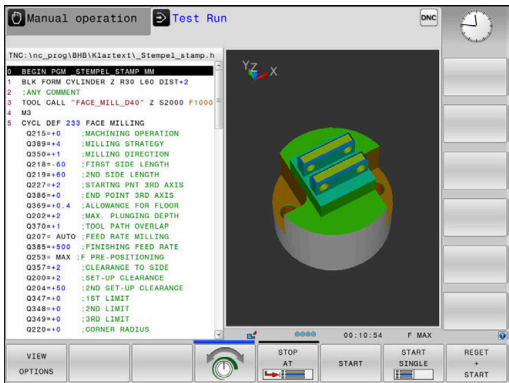 Manual operation
Test Run
DNC
TNC:\nc_prog\BHB\Klartext\_Stempel_stamp.h
0 BEGIN PGM _STEMPEL_STAMP MM
1 BLK FORM CYLINDER Z R30 L60 DIST+2
2 ;ANY COMMENT
3 TOOL CALL "FACE_MILL_D40" Z S2000 F1000
4 M3
5 CYCL DEF 233 FACE MILLING
Q215=+0 ;MACHINING OPERATION
Q389=+4 ;MILLING STRATEGY
Q350=+1 ;MILLING DIRECTION
Q218=-60 ;FIRST SIDE LENGTH
Q219=+60 ;2ND SIDE LENGTH
Q227=+2 ;STARTNG PNT 3RD AXIS
Q386=+0 ;END POINT 3RD AXIS
Q369=+0.4 ;ALLOWANCE FOR FLOOR
Q202=+2 ;MAX. PLUNGING DEPTH
Q370=+1 ;TOOL PATH OVERLAP
Q207= AUTO ;FEED RATE MILLING
Q385=+500 ;FINISHING FEED RATE
Q253= MAX ;F PRE-POSITIONING
Q357=+2 ;CLEARANCE TO SIDE
Q200=+2 ;SET-UP CLEARANCE
Q204=+50 ;2ND SET-UP CLEARANCE
Q347=+0 ;1ST LIMIT
Q348=+0 ;2ND LIMIT
Q349=+0 ;3RD LIMIT
Q220=+0 ;CORNER RADIUS
Y Z X
00:10:54 F MAX
VIEW
OPTIONS
STOP
AT
START
START
SINGLE
RESET
+
START